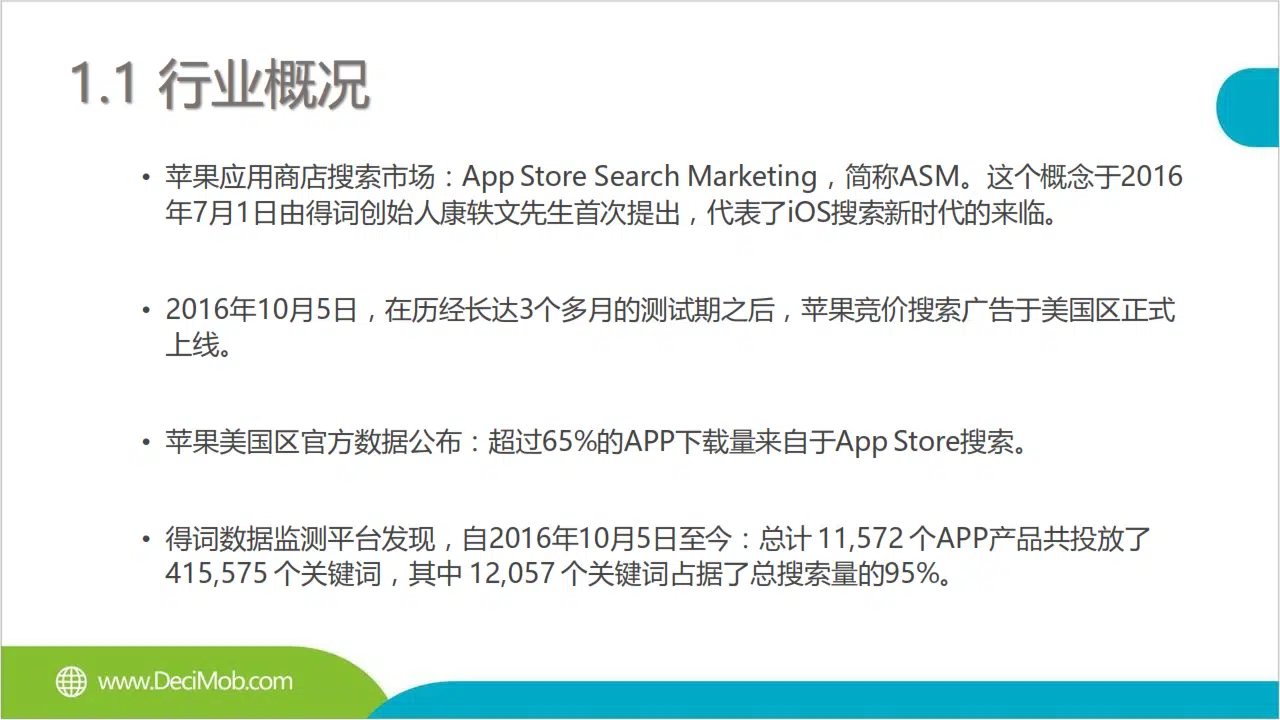 1.1 行业概况
• 苹果应用商店搜索市场：App Store Search Marketing，简称ASM。这个概念于2016
年7月1日由得词创始人康轶文先生首次提出，代表了iOS搜索新时代的来临。
• 2016年10月5日，在历经长达3个多月的测试期之后，苹果竞价搜索广告于美国区正式
上线。
• 苹果美国区官方数据公布：超过65%的APP下载量来自于App Store搜索。
• 得词数据监测平台发现，自2016年10月5日至今：总计 11,572 个APP产品共投放了
415,575 个关键词，其中 12,057 个关键词占据了总搜索量的95%。
www.DeciMob.com